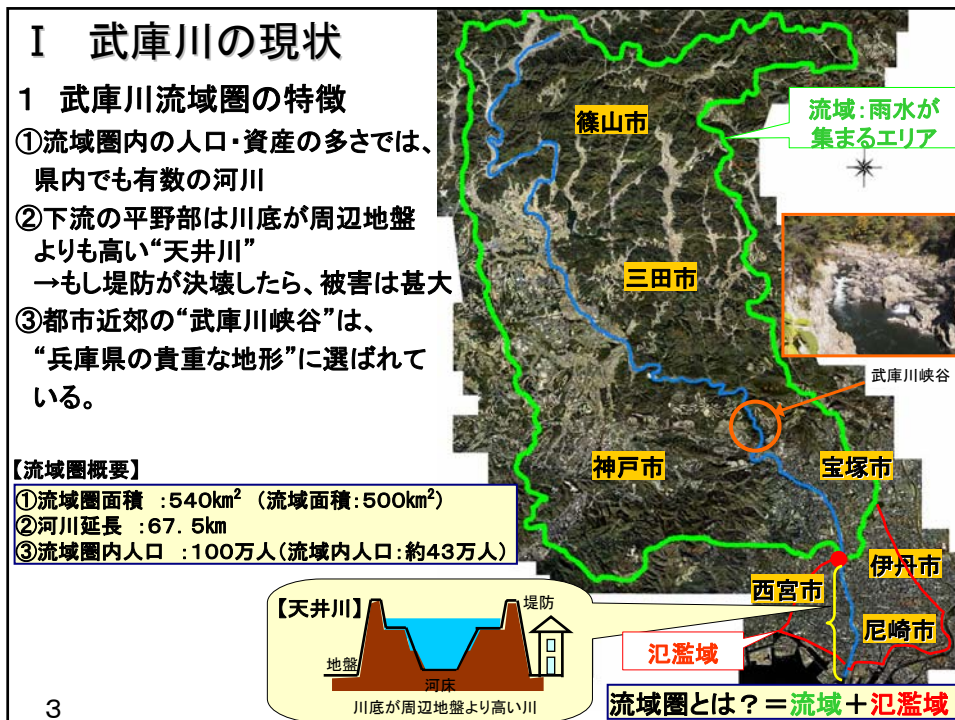 Ⅰ 武庫川の現状
1 武庫川流域圏の特徴
①流域圏内の人口・資産の多さでは、
県内でも有数の河川
②下流の平野部は川底が周辺地盤
よりも高い“天井川”
→もし堤防が決壊したら、被害は甚大
③都市近郊の“武庫川峡谷”は、
“兵庫県の貴重な地形”に選ばれて
いる。
【流域圏概要】
①流域圏面積 :540km² (流域面積:500km²)
②河川延長 :67.5km
③流域圏内人口 :100万人(流域内人口:約43万人)
篠山市
流域:雨水が
集まるエリア
三田市
武庫川峡谷
神戸市
宝塚市
伊丹市
西宮市
尼崎市
氾濫域
【天井川】
堤防
地盤
河床
川底が周辺地盤より高い川
流域圏とは?=流域+氾濫域
3